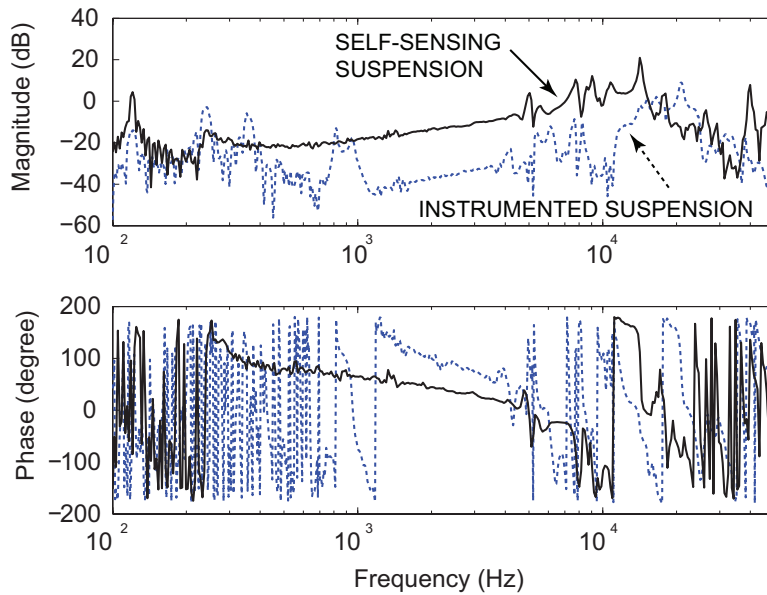 40
20
0
−20
−40
−60
Magnitude (dB)
SELF-SENSING
SUSPENSION
INSTRUMENTED SUSPENSION
10^2
10^3
10^4
200
100
0
−100
−200
Phase (degree)
10^2
10^3
10^4
Frequency (Hz)